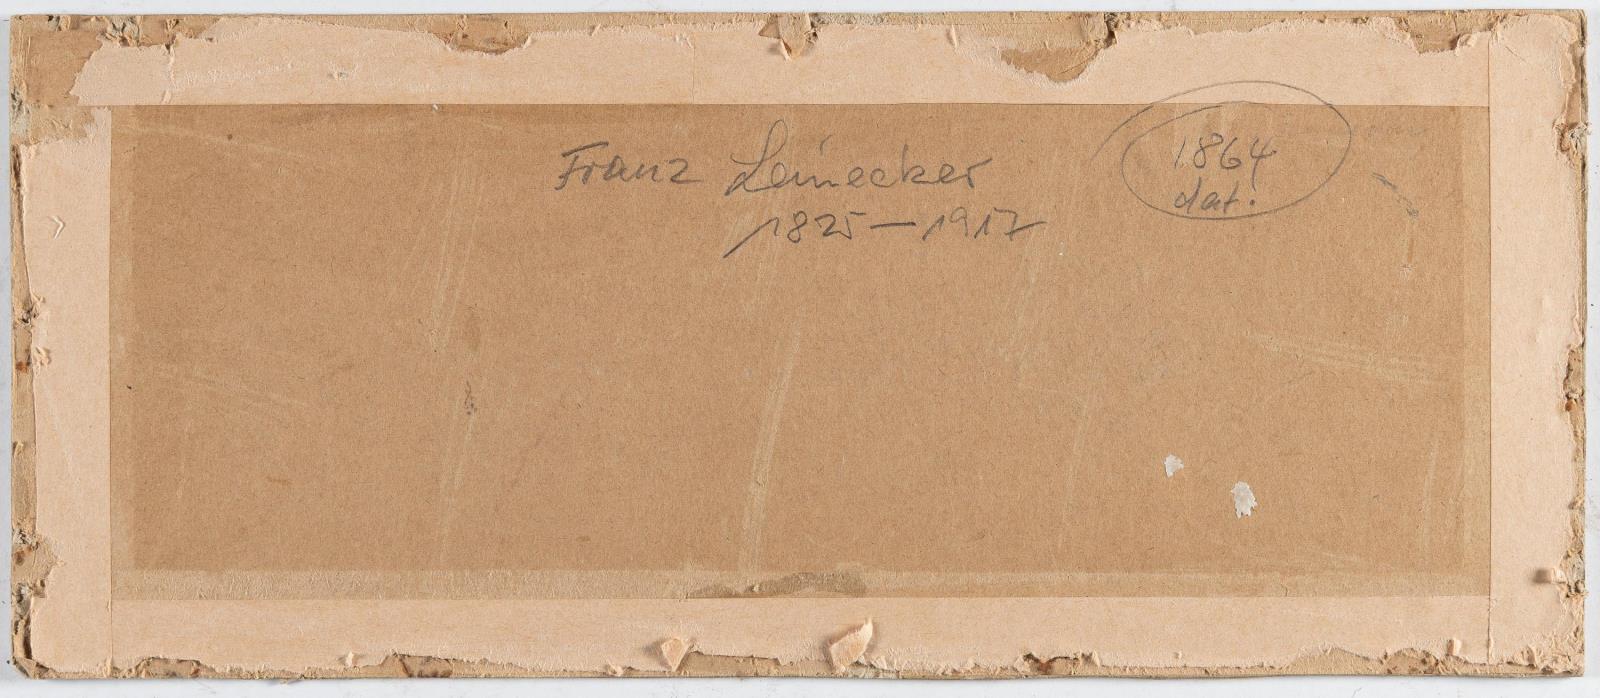 Franz Leinecker
1825 – 1917
1864
dat.